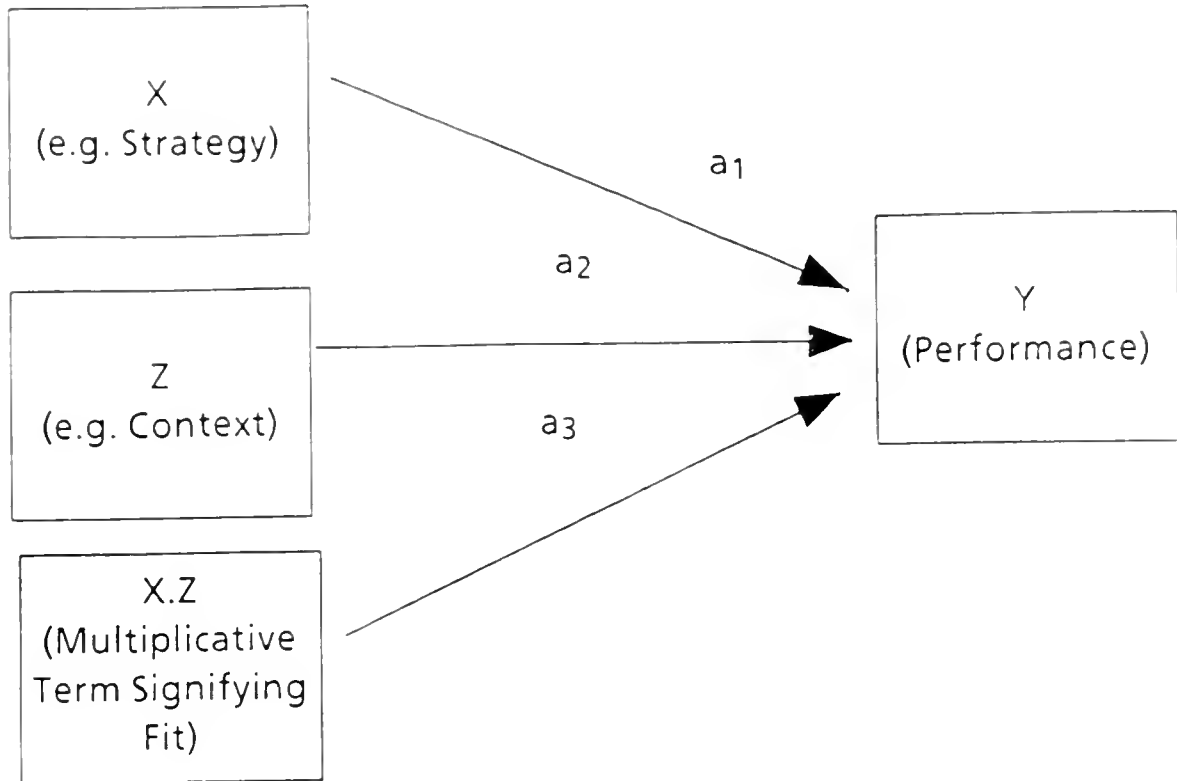 X
(e.g. Strategy)
a1
a2
Z
(e.g. Context)
a3
X.Z
(Multiplicative
Term Signifying
Fit)
Y
(Performance)